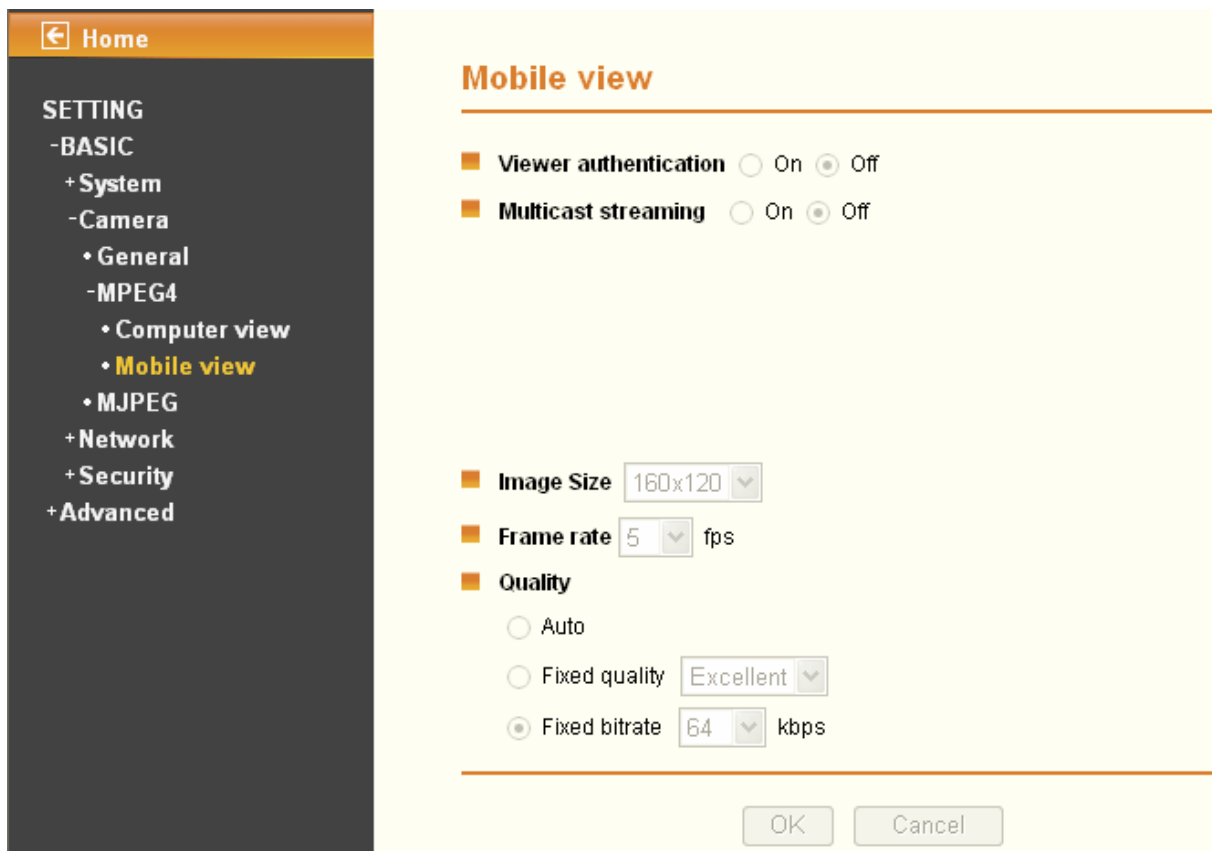 Home
SETTING
-BASIC
+System
-Camera
•General
-MPEG4
•Computer view
•Mobile view
•MJPEG
+Network
+Security
+Advanced
Mobile view
Viewer authentication On Off
Multicast streaming On Off
Image Size 160x120
Frame rate 5 fps
Quality
Auto
Fixed quality Excellent
Fixed bitrate 64 kbps
OK Cancel